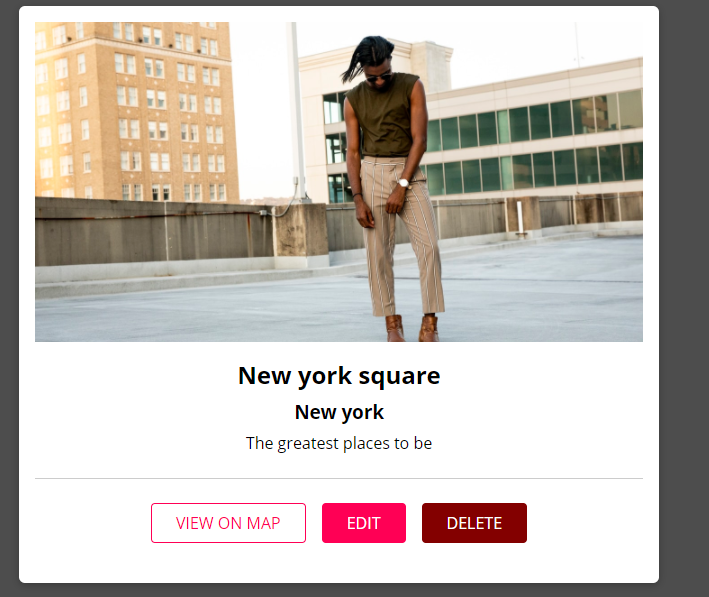 New york square
New york
The greatest places to be
VIEW ON MAP
EDIT
DELETE